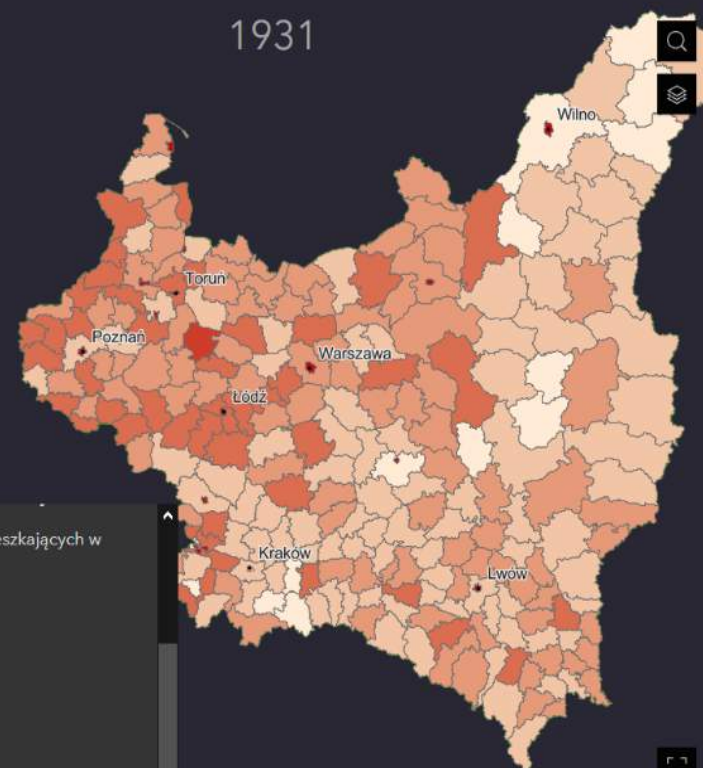 1931
Wilno
Toruń
Poznań
Warszawa
Łódź
eszkających w
Kraków
Lwów